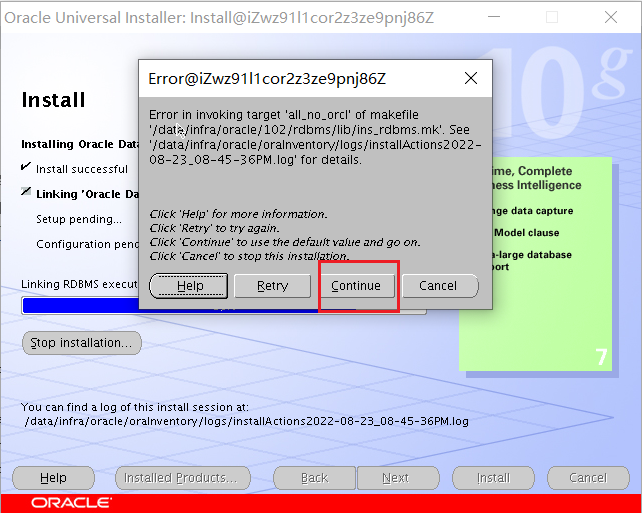 Oracle Universal Installer: Install@iZwz91l1cor2z3ze9pnj86Z
10g
Install
Installing Oracle Data
Install successful
Linking 'Oracle Da
Setup pending...
Configuration pend
Linking RDBMS execut
Stop installation...
Error@iZwz91l1cor2z3ze9pnj86Z
Error in invoking target 'all_no_orcl' of makefile
'/data/infra/oracle/102/rdbms/lib/ins_rdbms.mk'. See
'/data/infra/oracle/oraInventory/logs/installActions2022-
08-23_08-45-36PM.log' for details.
Click 'Help' for more information.
Click 'Retry' to try again.
Click 'Continue' to use the default value and go on.
Click 'Cancel' to stop this installation.
Help Retry Continue Cancel
ime, Complete
ness Intelligence
nge data capture
Model clause
a-large database
port
7
You can find a log of this install session at:
/data/infra/oracle/oraInventory/logs/installActions2022-08-23_08-45-36PM.log
Help Installed Products... Back Next Install Cancel
ORACLE